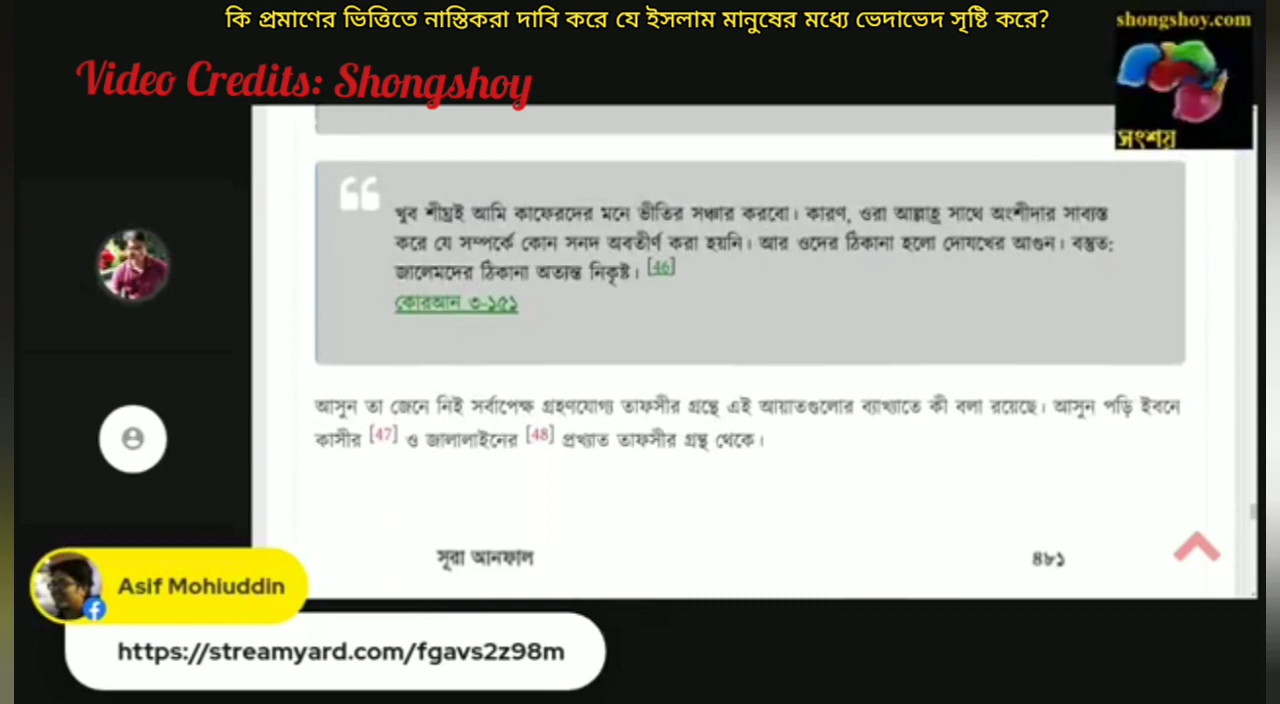 কি প্রমাণের ভিত্তিতে নাস্তিকরা দাবি করে যে ইসলাম মানুষের মধ্যে ভেদাভেদ সৃষ্টি করে?
shongshoy.com
Video Credits: Shongshoy
সংশয়
খুব শীঘ্রই আমি কাফেরদের মনে ভীতির সঞ্চার করবো। কারণ, ওরা আল্লাহ্র সাথে অংশীদার সাব্যস্ত
করে যে সম্পর্কে কোন সনদ অবতীর্ণ করা হয়নি। আর ওদের ঠিকানা হলো দোযখের আগুন। বস্তুত:
জালেমদের ঠিকানা অত্যন্ত নিকৃষ্ট। [46]
কোরআন ৩-১৫১
আসুন তা জেনে নিই সর্বাপেক্ষ গ্রহণযোগ্য তাফসীর গ্রন্থে এই আয়াতগুলোর ব্যাখ্যাতে কী বলা রয়েছে। আসুন পড়ি ইবনে
কাসীর [47] ও জালালাইনের [48] প্রখ্যাত তাফসীর গ্রন্থ থেকে।
সূরা আনফাল ৪৮১
Asif Mohiuddin
https://streamyard.com/fgavs2z98m